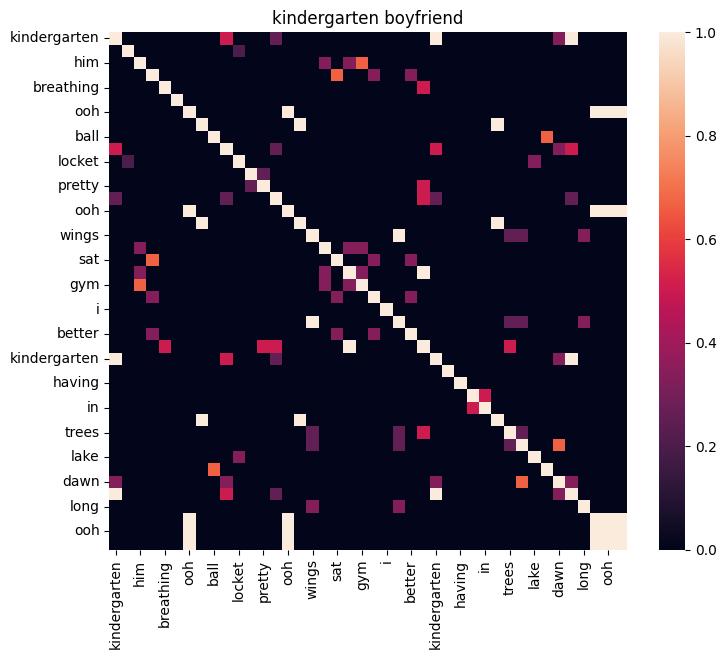 kindergarten boyfriend
kindergarten
him
breathing
ooh
ball
locket
pretty
ooh
wings
sat
gym
i
better
kindergarten
having
in
trees
lake
dawn
long
ooh
1.0
0.8
0.6
0.4
0.2
0.0
kindergarten
him
breathing
ooh
ball
locket
pretty
ooh
wings
sat
gym
i
better
kindergarten
having
in
trees
lake
dawn
long
ooh